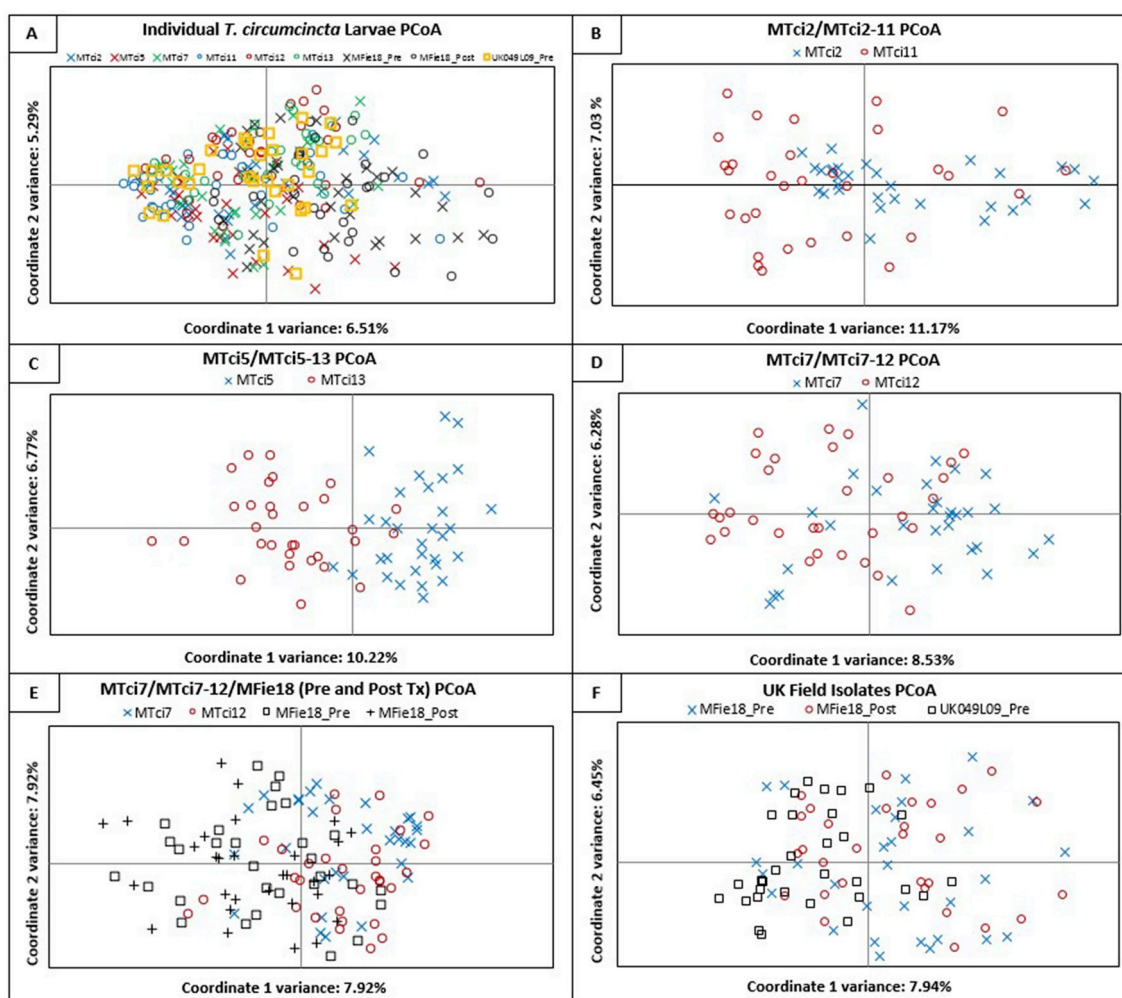 A
Individual T. circumcincta Larvae PCoA
MTci2 MTci5 MTci7 MTci11 MTci12 MTci13 MFie18_Pre MFie18_Post UK049L09_Pre
Coordinate 2 variance: 5.29%
Coordinate 1 variance: 6.51%
B
MTci2/MTci2-11 PCoA
MTci2 MTci11
Coordinate 2 variance: 7.03 %
Coordinate 1 variance: 11.17%
C
MTci5/MTci5-13 PCoA
MTci5 MTci13
Coordinate 2 variance: 6.77%
Coordinate 1 variance: 10.22%
D
MTci7/MTci7-12 PCoA
MTci7 MTci12
Coordinate 2 variance: 6.28%
Coordinate 1 variance: 8.53%
E
MTci7/MTci7-12/MFie18 (Pre and Post Tx) PCoA
MTci7 MTci12 MFie18_Pre MFie18_Post
Coordinate 2 variance: 7.92%
Coordinate 1 variance: 7.92%
F
UK Field Isolates PCoA
MFie18_Pre MFie18_Post UK049L09_Pre
Coordinate 2 variance: 6.45%
Coordinate 1 variance: 7.94%